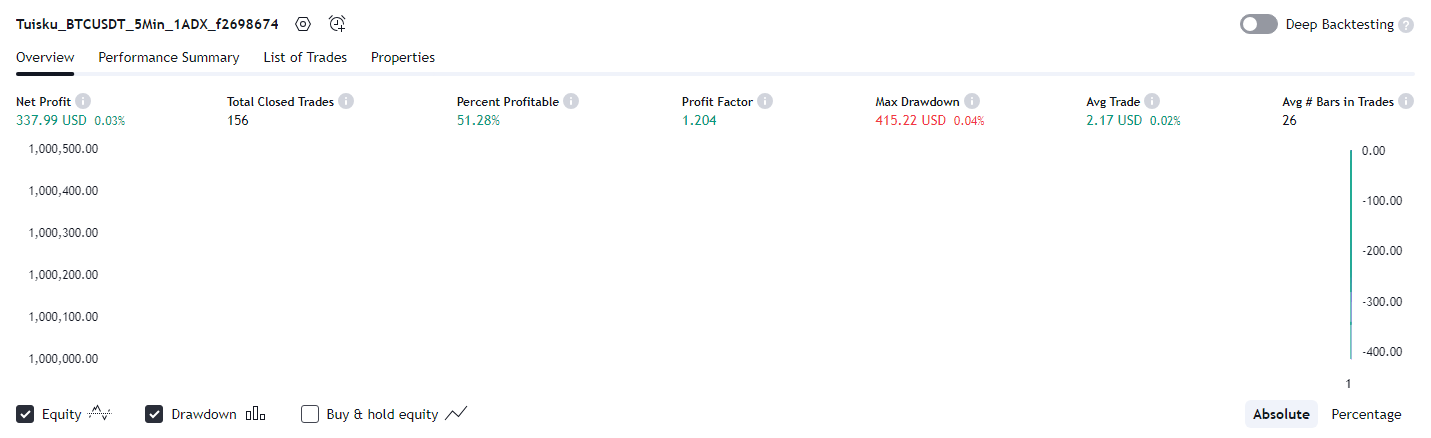 Tuisku_BTCUSDT_5Min_1ADX_f2698674 Deep Backtesting ?
Overview Performance Summary List of Trades Properties
Net Profit i Total Closed Trades i Percent Profitable i Profit Factor i Max Drawdown i Avg Trade i Avg # Bars in Trades i
337.99 USD 0.03% 156 51.28% 1.204 415.22 USD 0.04% 2.17 USD 0.02% 26
1,000,500.00 0.00
1,000,400.00 -100.00
1,000,300.00 -200.00
1,000,200.00 -300.00
1,000,100.00 -400.00
1,000,000.00
1
Equity Drawdown Buy & hold equity Absolute Percentage